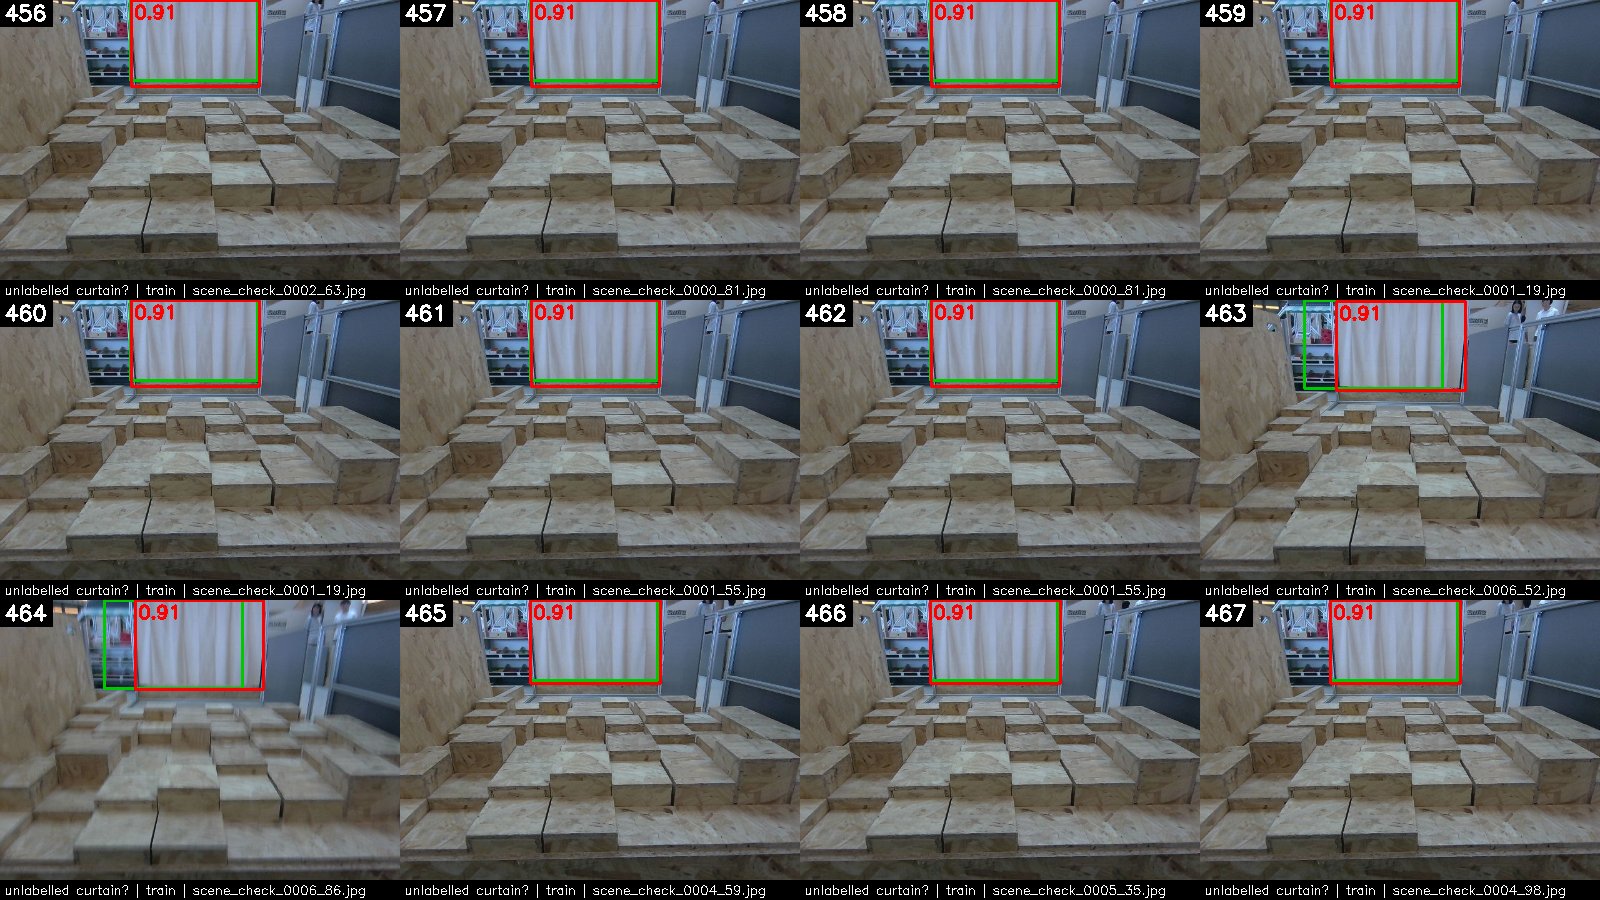 456 0.91
457 0.91
458 0.91
459 0.91
unlabelled curtain? | train | scene_check_0002_63.jpg
unlabelled curtain? | train | scene_check_0000_81.jpg
unlabelled curtain? | train | scene_check_0000_81.jpg
unlabelled curtain? | train | scene_check_0001_19.jpg
460 0.91
461 0.91
462 0.91
463 0.91
unlabelled curtain? | train | scene_check_0001_19.jpg
unlabelled curtain? | train | scene_check_0001_55.jpg
unlabelled curtain? | train | scene_check_0001_55.jpg
unlabelled curtain? | train | scene_check_0006_52.jpg
464 0.91
465 0.91
466 0.91
467 0.91
unlabelled curtain? | train | scene_check_0006_86.jpg
unlabelled curtain? | train | scene_check_0004_59.jpg
unlabelled curtain? | train | scene_check_0005_35.jpg
unlabelled curtain? | train | scene_check_0004_98.jpg